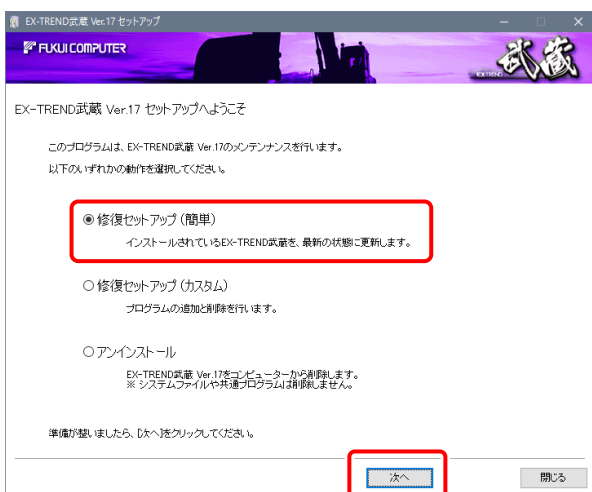 EX-TREND武蔵 Ver.17 セットアップ
FUKUI COMPUTER
EX-TREND 武蔵
EX-TREND武蔵 Ver.17 セットアップへようこそ
このプログラムは、EX-TREND武蔵 Ver.17のメンテンナンスを行います。
以下のいずれかの動作を選択してください。
修復セットアップ(簡単)
インストールされているEX-TREND武蔵を、最新の状態に更新します。
修復セットアップ(カスタム)
プログラムの追加と削除を行います。
アンインストール
EX-TREND武蔵 Ver.17をコンピューターから削除します。
※ システムファイルや共通プログラムは削除しません。
準備が整いましたら、[次へ]をクリックしてください。
次へ
閉じる